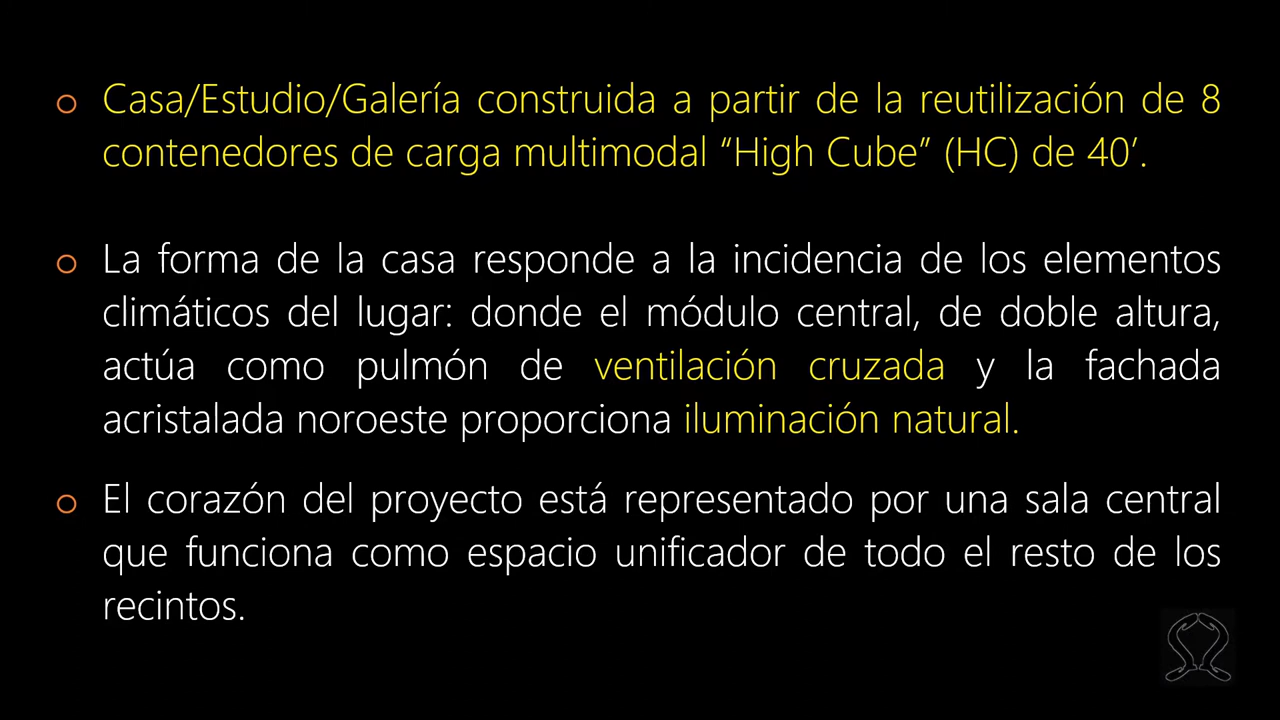 o Casa/Estudio/Galería construida a partir de la reutilización de 8
contenedores de carga multimodal “High Cube” (HC) de 40’.
o La forma de la casa responde a la incidencia de los elementos
climáticos del lugar: donde el módulo central, de doble altura,
actúa como pulmón de ventilación cruzada y la fachada
acristalada noroeste proporciona iluminación natural.
o El corazón del proyecto está representado por una sala central
que funciona como espacio unificador de todo el resto de los
recintos.